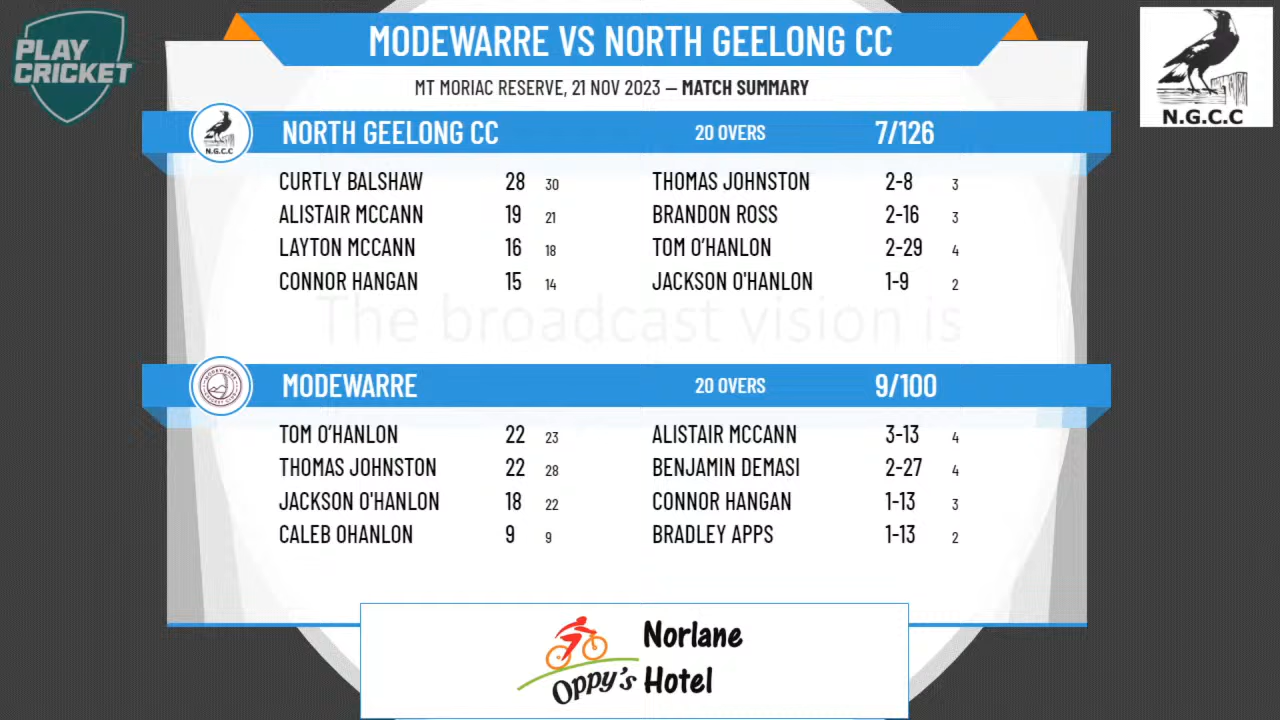 PLAY
CRICKET
MODEWARRE VS NORTH GEELONG CC
N.G.C.C
MT MORIAC RESERVE, 21 NOV 2023 – MATCH SUMMARY
N.G.C.C
NORTH GEELONG CC 20 OVERS 7/126
CURTLY BALSHAW 28 30 THOMAS JOHNSTON 2-8 3
ALISTAIR MCCANN 19 21 BRANDON ROSS 2-16 3
LAYTON MCCANN 16 18 TOM O’HANLON 2-29 4
CONNOR HANGAN 15 14 JACKSON O'HANLON 1-9 2
The broadcast vision is
MODEWARRE 20 OVERS 9/100
TOM O’HANLON 22 23 ALISTAIR MCCANN 3-13 4
THOMAS JOHNSTON 22 28 BENJAMIN DEMASI 2-27 4
JACKSON O'HANLON 18 22 CONNOR HANGAN 1-13 3
CALEB OHANLON 9 9 BRADLEY APPS 1-13 2
Norlane
Oppy's Hotel